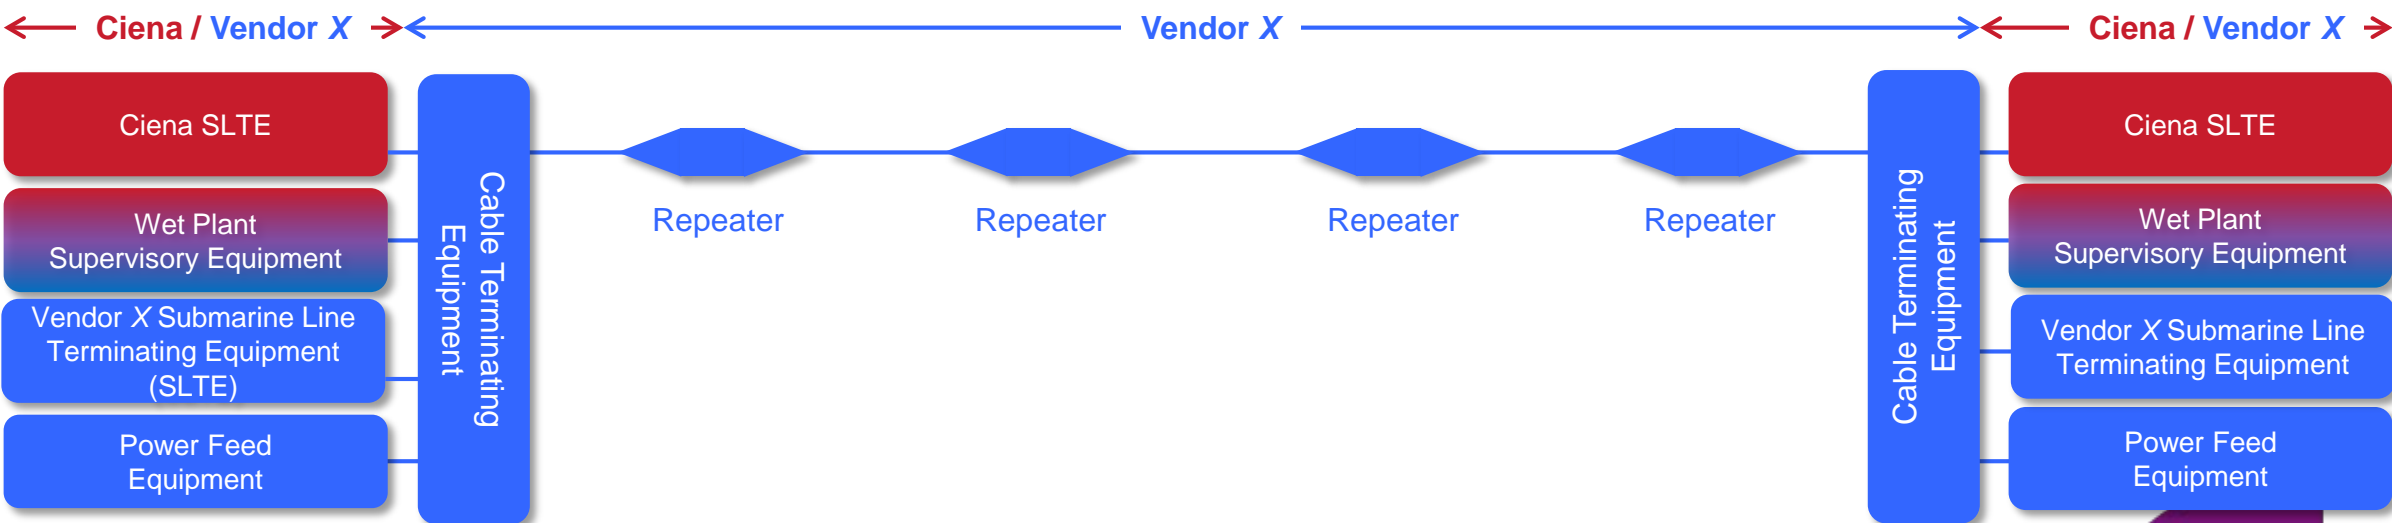 Ciena / Vendor X
Vendor X
Ciena / Vendor X
Ciena SLTE
Wet Plant
Supervisory Equipment
Vendor X Submarine Line
Terminating Equipment
(SLTE)
Power Feed
Equipment
Cable Terminating
Equipment
Repeater
Repeater
Repeater
Repeater
Cable Terminating
Equipment
Ciena SLTE
Wet Plant
Supervisory Equipment
Vendor X Submarine Line
Terminating Equipment
Power Feed
Equipment